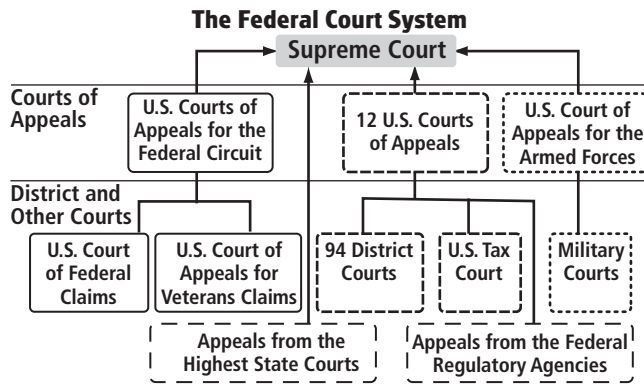 The Federal Court System
Supreme Court
Courts of
Appeals
U.S. Courts of
Appeals for the
Federal Circuit
12 U.S. Courts
of Appeals
U.S. Court of
Appeals for the
Armed Forces
District and
Other Courts
U.S. Court
of Federal
Claims
U.S. Court of
Appeals for
Veterans Claims
94 District
Courts
U.S. Tax
Court
Military
Courts
Appeals from the
Highest State Courts
Appeals from the Federal
Regulatory Agencies